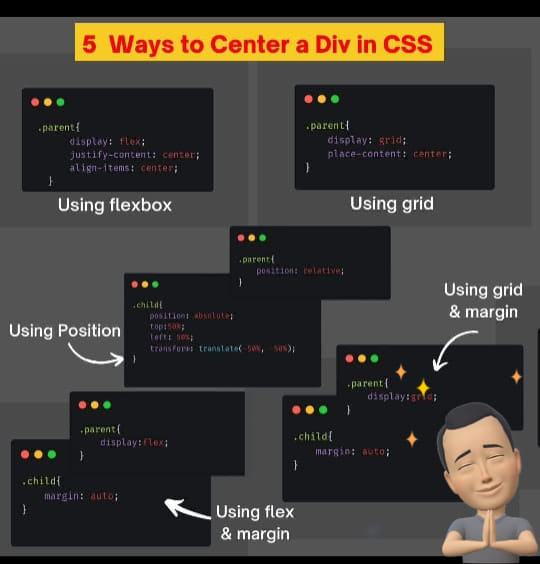 5 Ways to Center a Div in CSS
.parent{
display: flex;
justify-content: center;
align-items: center;
}
Using flexbox
.parent{
display: grid;
place-content: center;
}
Using grid
.parent{
position: relative;
}
.child{
position: absolute;
top:50%;
left: 50%;
transform: translate(-50%, -50%);
}
Using Position
Using grid
& margin
.parent{
display:grid;
}
.child{
margin: auto;
}
.parent{
display:flex;
}
.child{
margin: auto;
}
Using flex
& margin